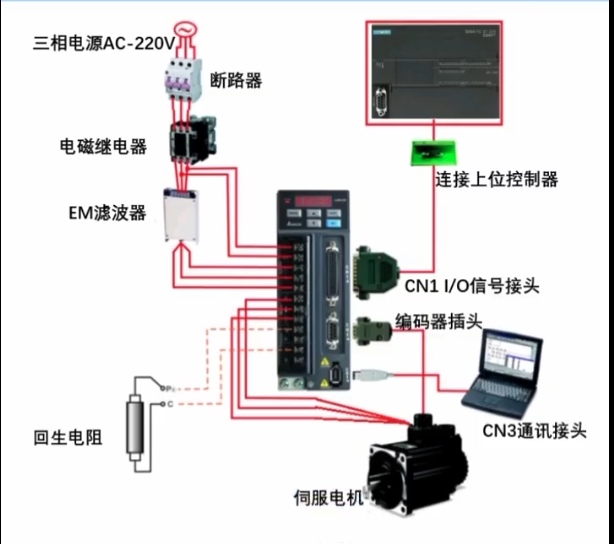 三相电源AC-220V
断路器
电磁继电器
连接上位控制器
EM滤波器
CN1 I/O信号接头
编码器插头
P
C
回生电阻
CN3通讯接头
伺服电机